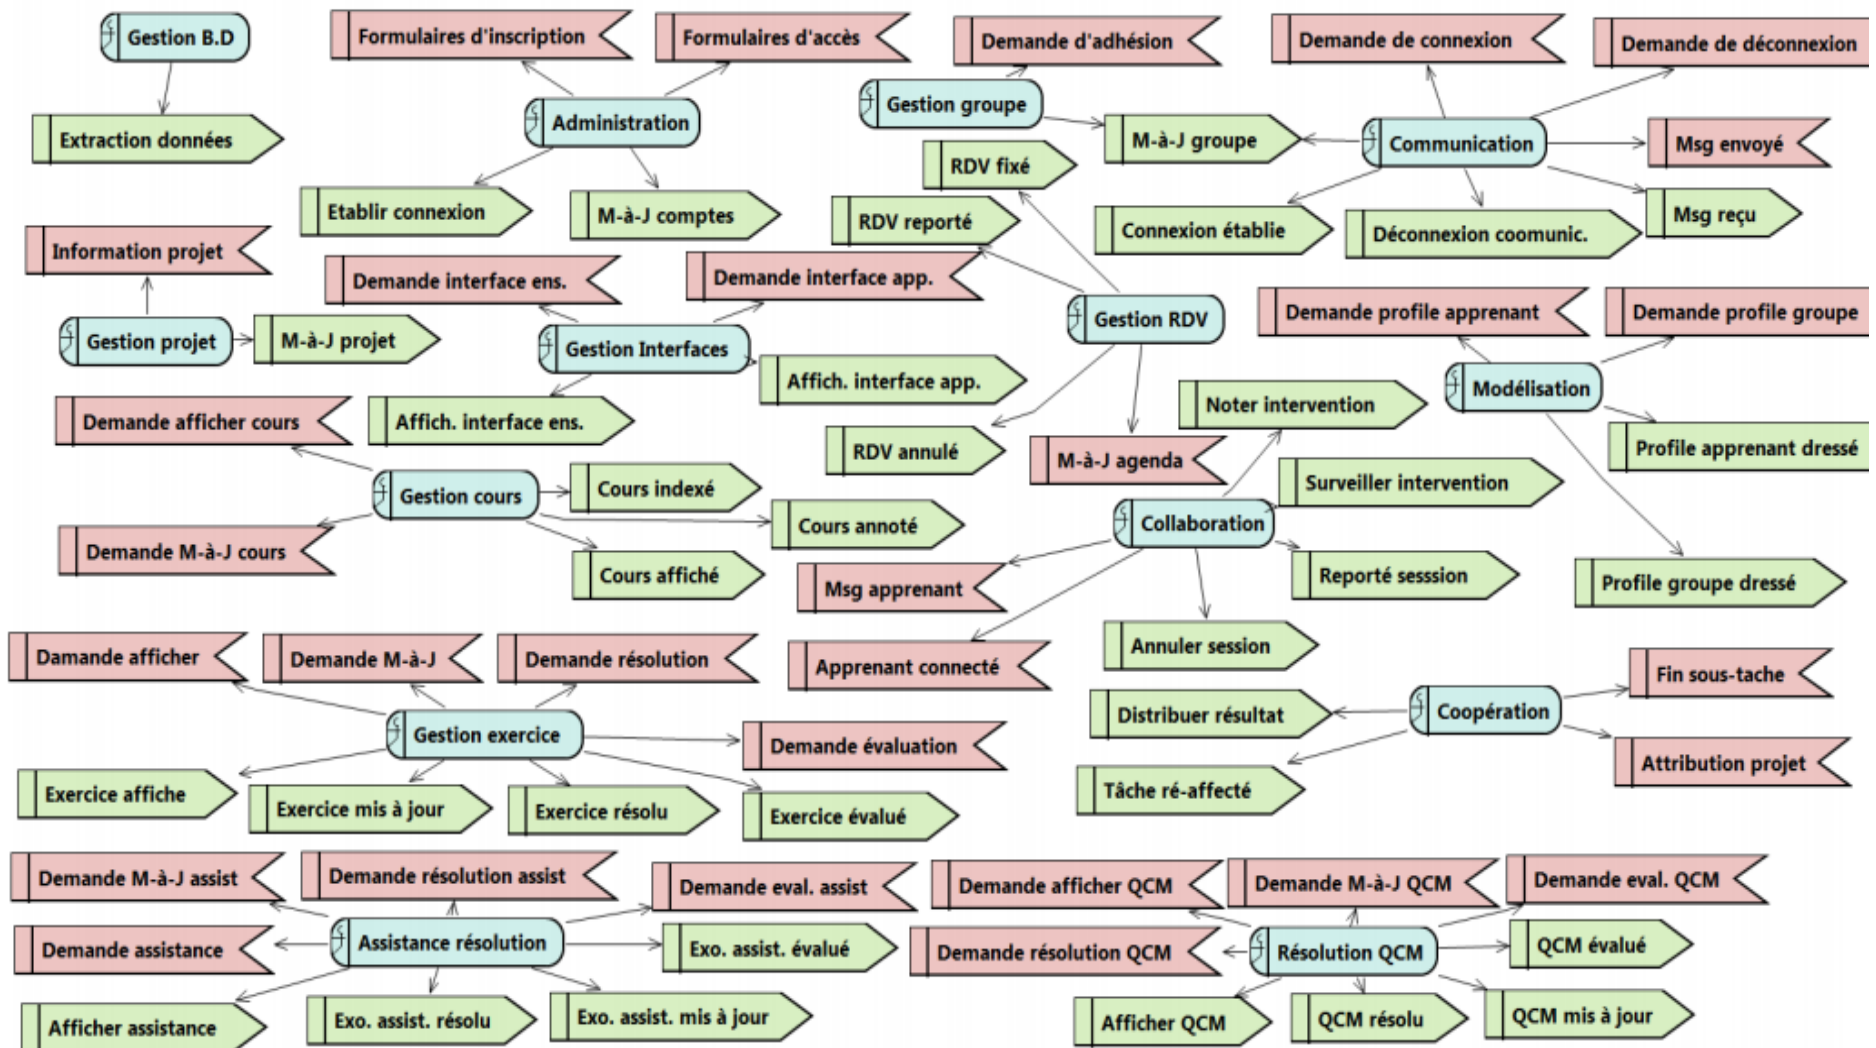 Gestion B.D
Extraction données
Formulaires d'inscription
Formulaires d'accès
Administration
Etablir connexion
M-à-J comptes
Demande d'adhésion
Gestion groupe
M-à-J groupe
Demande de connexion
Demande de déconnexion
Communication
Msg envoyé
Msg reçu
Connexion établie
Déconnexion coomunic.
RDV fixé
RDV reporté
Gestion RDV
RDV annulé
M-à-J agenda
Information projet
Gestion projet
M-à-J projet
Demande interface ens.
Demande interface app.
Gestion Interfaces
Affich. interface app.
Affich. interface ens.
Demande profile apprenant
Demande profile groupe
Modélisation
Profile apprenant dressé
Profile groupe dressé
Demande afficher cours
Gestion cours
Demande M-à-J cours
Cours indexé
Cours annoté
Cours affiché
Noter intervention
Surveiller intervention
Collaboration
Reporté sesssion
Msg apprenant
Apprenant connecté
Annuler session
Damande afficher
Demande M-à-J
Demande résolution
Gestion exercice
Demande évaluation
Exercice affiche
Exercice mis à jour
Exercice résolu
Exercice évalué
Fin sous-tache
Distribuer résultat
Coopération
Attribution projet
Tâche ré-affecté
Demande M-à-J assist
Demande résolution assist
Demande eval. assist
Demande assistance
Assistance résolution
Exo. assist. évalué
Afficher assistance
Exo. assist. résolu
Exo. assist. mis à jour
Demande afficher QCM
Demande M-à-J QCM
Demande eval. QCM
Demande résolution QCM
Résolution QCM
QCM évalué
Afficher QCM
QCM résolu
QCM mis à jour